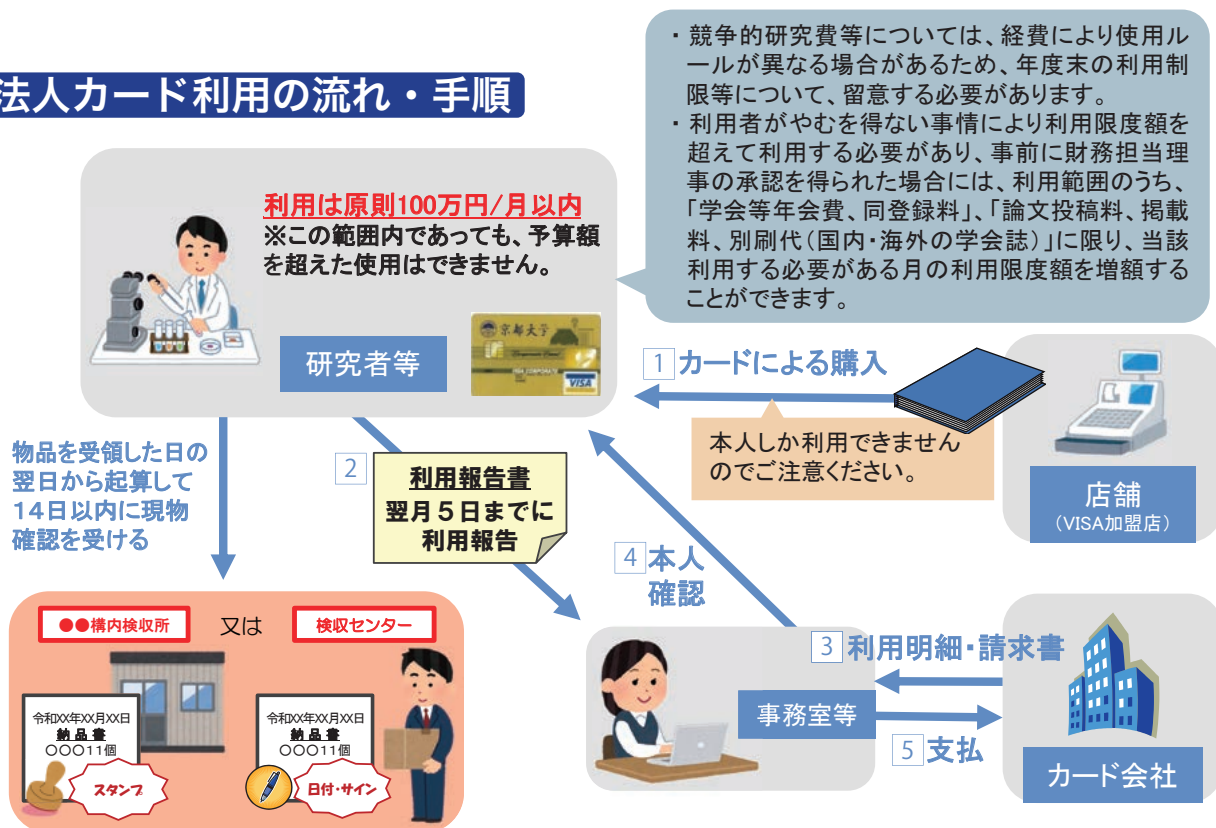 法人カード利用の流れ・手順
・競争的研究費等については、経費により使用ル
ールが異なる場合があるため、年度末の利用制
限等について、留意する必要があります。
・利用者がやむを得ない事情により利用限度額を
超えて利用する必要があり、事前に財務担当理
事の承認を得られた場合には、利用範囲のうち、
「学会等年会費、同登録料」、「論文投稿料、掲載
料、別刷代(国内・海外の学会誌)」に限り、当該
利用する必要がある月の利用限度額を増額する
ことができます。
利用は原則100万円/月以内
※この範囲内であっても、予算額
を超えた使用はできません。
研究者等
京都大学
VISA
1 カードによる購入
本人しか利用できません
のでご注意ください。
店舗
(VISA加盟店)
物品を受領した日の
翌日から起算して
14日以内に現物
確認を受ける
2
利用報告書
翌月5日までに
利用報告
4 本人
確認
●●構内検収所 又は 検収センター
令和XX年XX月XX日
納品書
〇〇〇11個
スタンプ
令和XX年XX月XX日
納品書
〇〇〇11個
日付・サイン
3 利用明細・請求書
事務室等
5 支払
カード会社